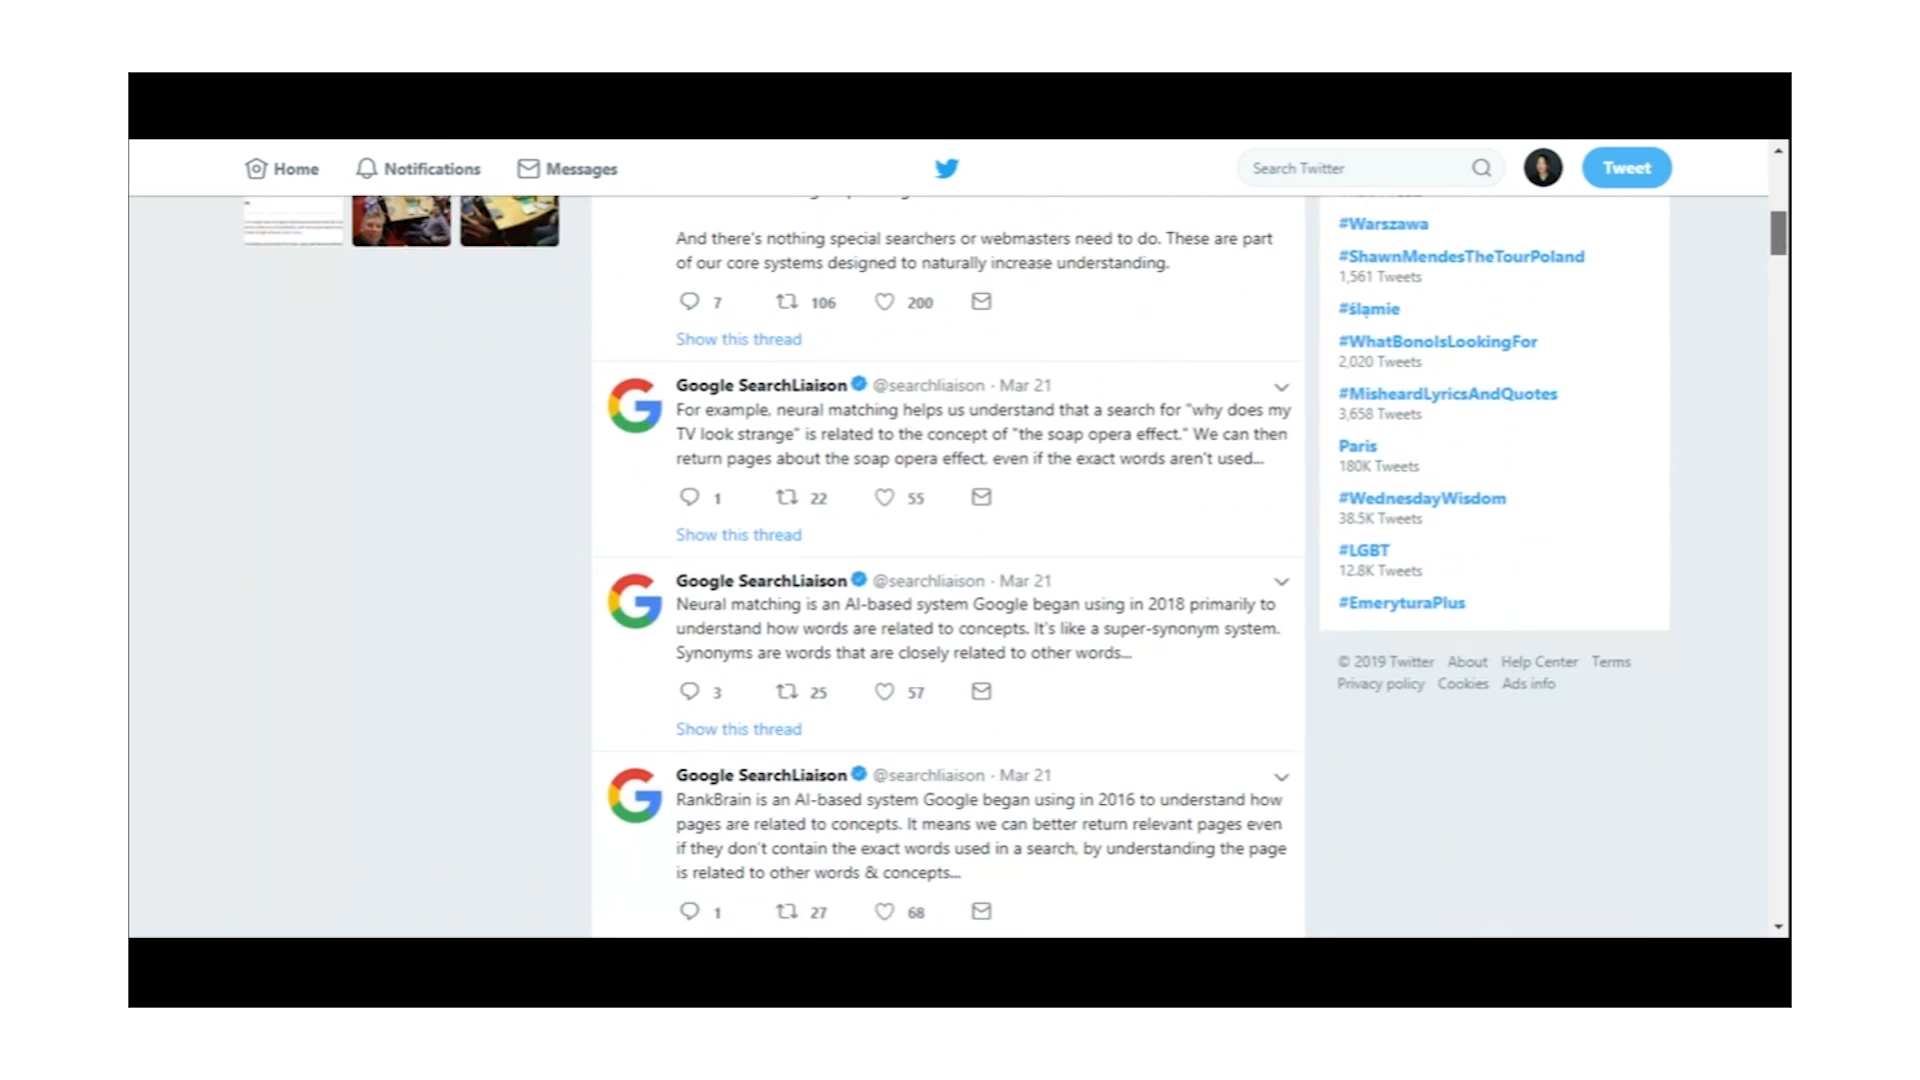 Home Notifications Messages
Search Twitter
Tweet
And there's nothing special searchers or webmasters need to do. These are part
of our core systems designed to naturally increase understanding.
7 106 200
Show this thread
Google SearchLiaison @searchliaison · Mar 21
For example, neural matching helps us understand that a search for "why does my
TV look strange" is related to the concept of "the soap opera effect." We can then
return pages about the soap opera effect, even if the exact words aren't used...
1 22 55
Show this thread
Google SearchLiaison @searchliaison · Mar 21
Neural matching is an AI-based system Google began using in 2018 primarily to
understand how words are related to concepts. It's like a super-synonym system.
Synonyms are words that are closely related to other words...
3 25 57
Show this thread
Google SearchLiaison @searchliaison · Mar 21
RankBrain is an AI-based system Google began using in 2016 to understand how
pages are related to concepts. It means we can better return relevant pages even
if they don't contain the exact words used in a search, by understanding the page
is related to other words & concepts...
1 27 68
#Warszawa
#ShawnMendesTheTourPoland
1,561 Tweets
#ślamie
#WhatBonoIsLookingFor
2,020 Tweets
#MisheardLyricsAndQuotes
3,658 Tweets
Paris
180K Tweets
#WednesdayWisdom
38.5K Tweets
#LGBT
12.8K Tweets
#EmeryturaPlus
© 2019 Twitter About Help Center Terms
Privacy policy Cookies Ads info